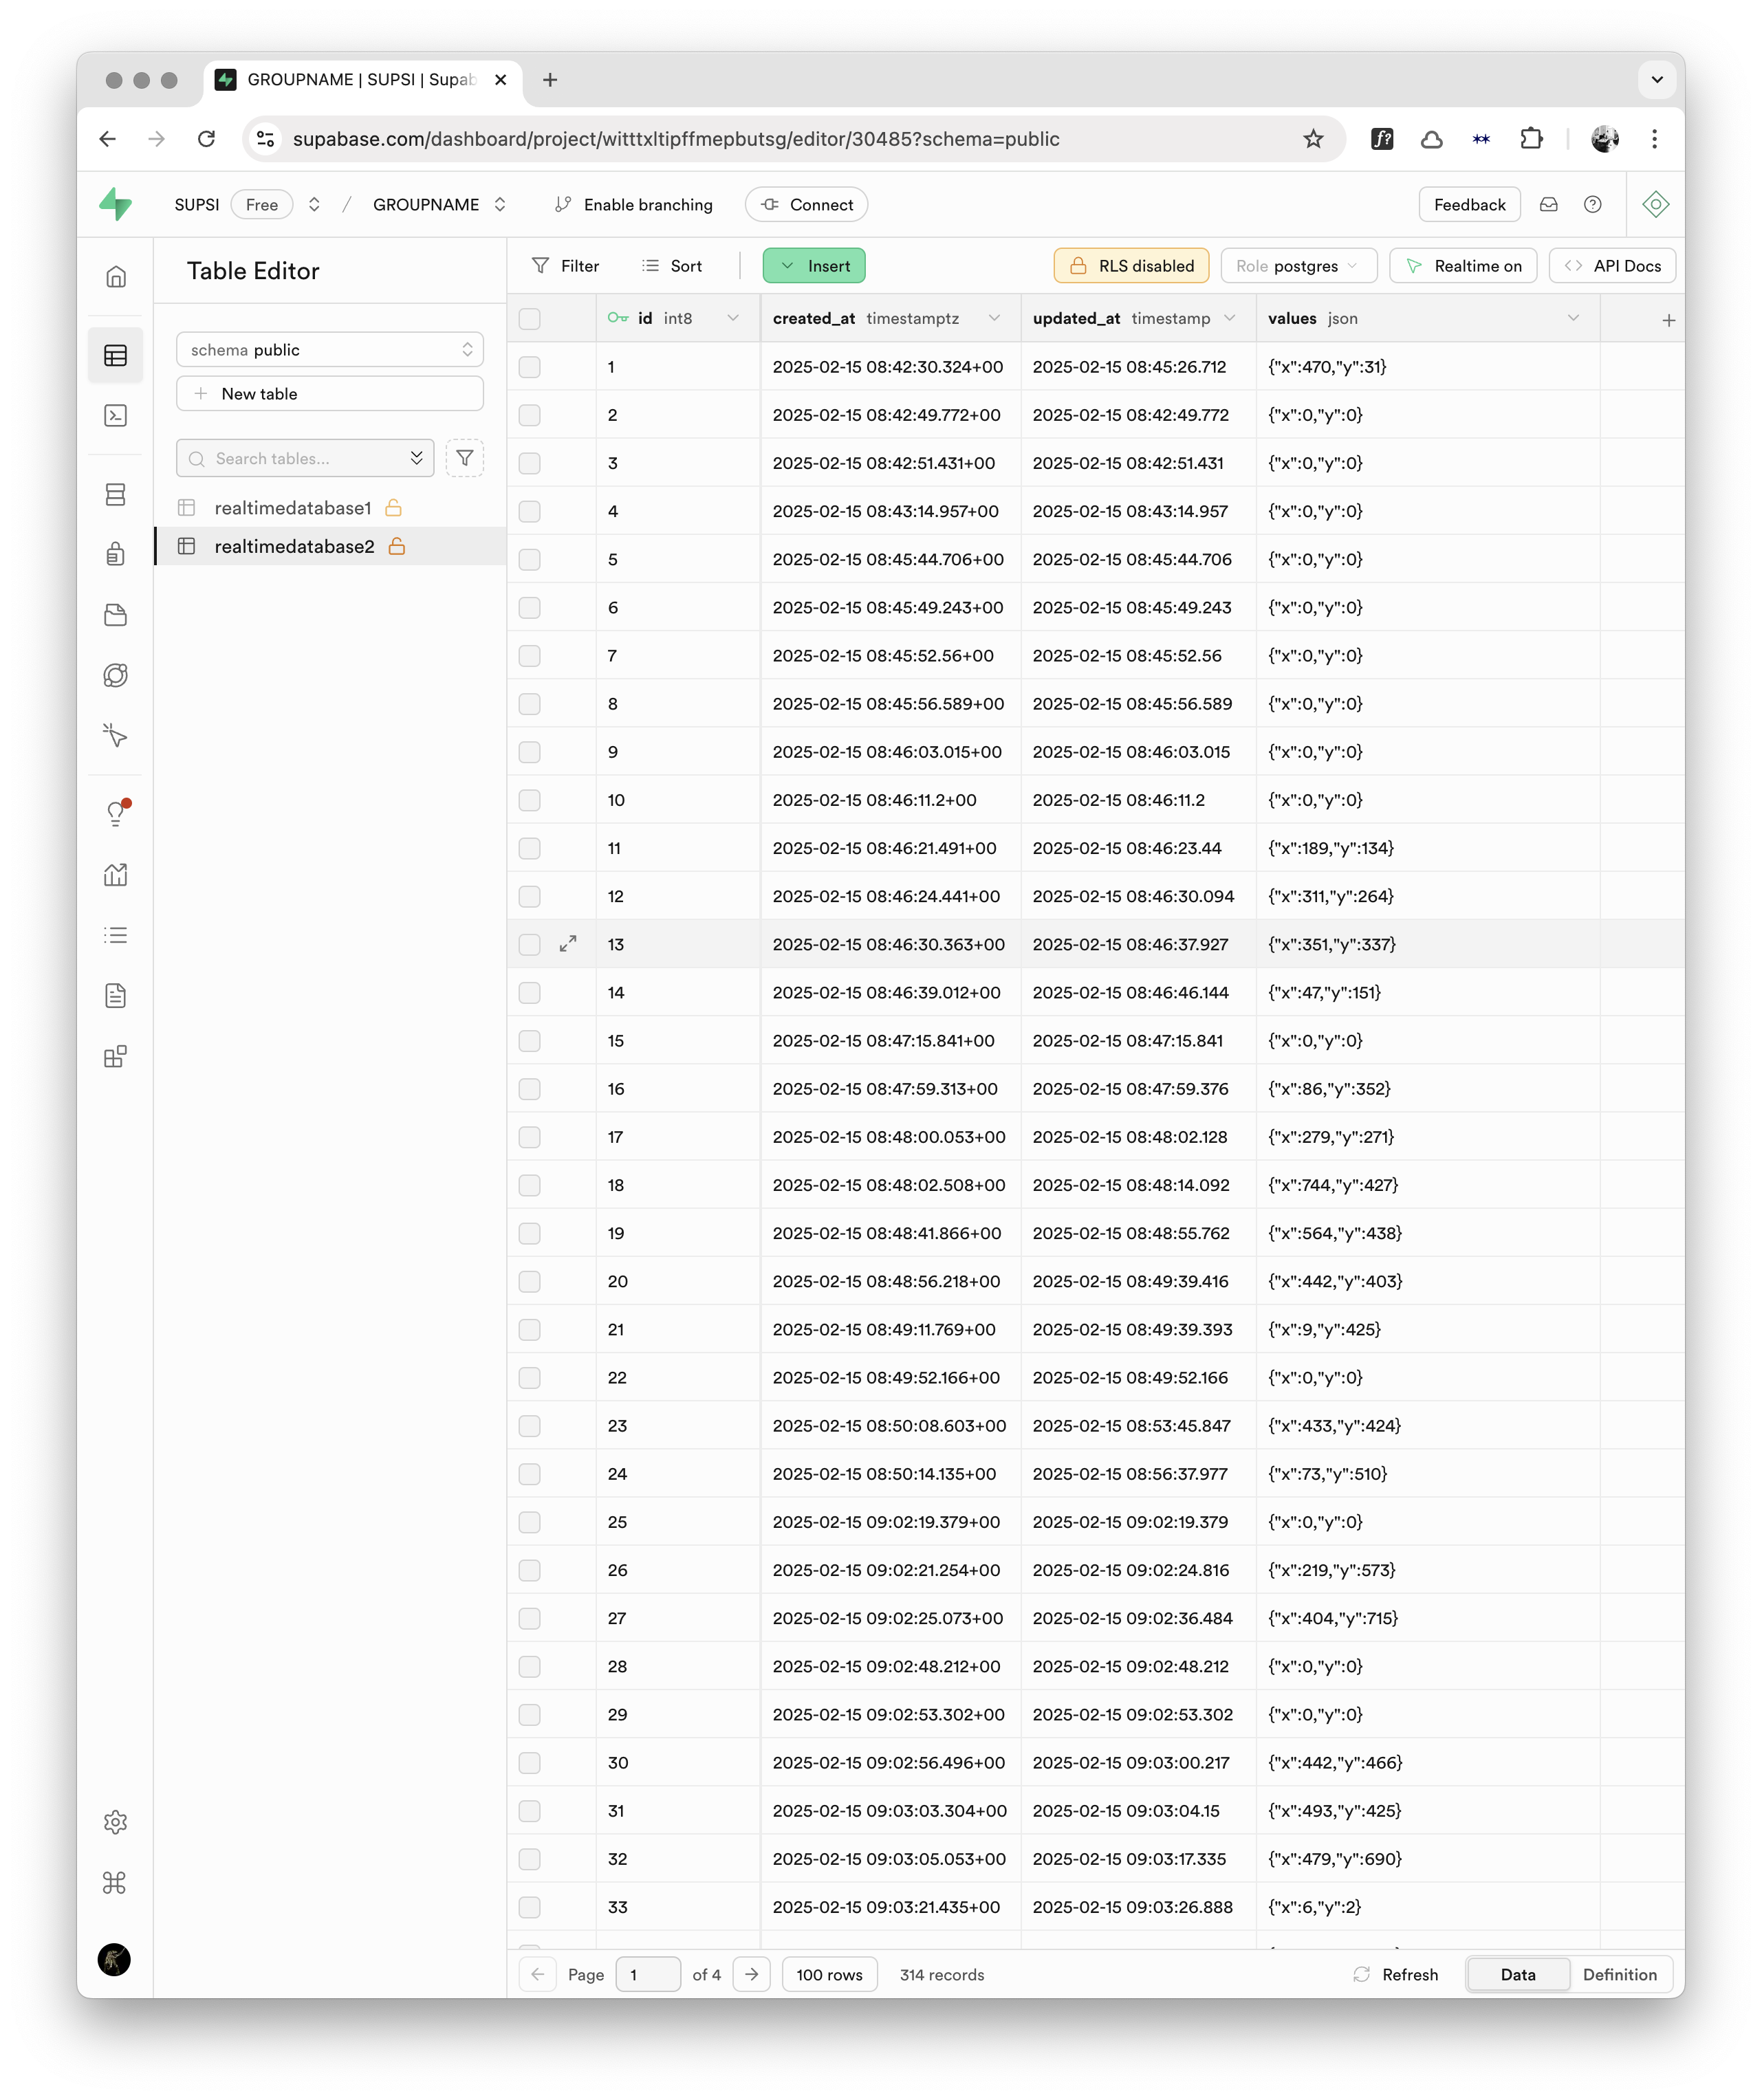 GROUPNAME | SUPSI | Supab
supabase.com/dashboard/project/witttxltipffmepbutsg/editor/30485?schema=public
f?
SUPSI Free / GROUPNAME Enable branching Connect Feedback
Table Editor
schema public
New table
Search tables...
realtimedatabase1
realtimedatabase2
Filter Sort Insert RLS disabled Role postgres Realtime on API Docs
id int8 created_at timestamptz updated_at timestamp values json
1 2025-02-15 08:42:30.324+00 2025-02-15 08:45:26.712 {"x":470,"y":31}
2 2025-02-15 08:42:49.772+00 2025-02-15 08:42:49.772 {"x":0,"y":0}
3 2025-02-15 08:42:51.431+00 2025-02-15 08:42:51.431 {"x":0,"y":0}
4 2025-02-15 08:43:14.957+00 2025-02-15 08:43:14.957 {"x":0,"y":0}
5 2025-02-15 08:45:44.706+00 2025-02-15 08:45:44.706 {"x":0,"y":0}
6 2025-02-15 08:45:49.243+00 2025-02-15 08:45:49.243 {"x":0,"y":0}
7 2025-02-15 08:45:52.56+00 2025-02-15 08:45:52.56 {"x":0,"y":0}
8 2025-02-15 08:45:56.589+00 2025-02-15 08:45:56.589 {"x":0,"y":0}
9 2025-02-15 08:46:03.015+00 2025-02-15 08:46:03.015 {"x":0,"y":0}
10 2025-02-15 08:46:11.2+00 2025-02-15 08:46:11.2 {"x":0,"y":0}
11 2025-02-15 08:46:21.491+00 2025-02-15 08:46:23.44 {"x":189,"y":134}
12 2025-02-15 08:46:24.441+00 2025-02-15 08:46:30.094 {"x":311,"y":264}
13 2025-02-15 08:46:30.363+00 2025-02-15 08:46:37.927 {"x":351,"y":337}
14 2025-02-15 08:46:39.012+00 2025-02-15 08:46:46.144 {"x":47,"y":151}
15 2025-02-15 08:47:15.841+00 2025-02-15 08:47:15.841 {"x":0,"y":0}
16 2025-02-15 08:47:59.313+00 2025-02-15 08:47:59.376 {"x":86,"y":352}
17 2025-02-15 08:48:00.053+00 2025-02-15 08:48:02.128 {"x":279,"y":271}
18 2025-02-15 08:48:02.508+00 2025-02-15 08:48:14.092 {"x":744,"y":427}
19 2025-02-15 08:48:41.866+00 2025-02-15 08:48:55.762 {"x":564,"y":438}
20 2025-02-15 08:48:56.218+00 2025-02-15 08:49:39.416 {"x":442,"y":403}
21 2025-02-15 08:49:11.769+00 2025-02-15 08:49:39.393 {"x":9,"y":425}
22 2025-02-15 08:49:52.166+00 2025-02-15 08:49:52.166 {"x":0,"y":0}
23 2025-02-15 08:50:08.603+00 2025-02-15 08:53:45.847 {"x":433,"y":424}
24 2025-02-15 08:50:14.135+00 2025-02-15 08:56:37.977 {"x":73,"y":510}
25 2025-02-15 09:02:19.379+00 2025-02-15 09:02:19.379 {"x":0,"y":0}
26 2025-02-15 09:02:21.254+00 2025-02-15 09:02:24.816 {"x":219,"y":573}
27 2025-02-15 09:02:25.073+00 2025-02-15 09:02:36.484 {"x":404,"y":715}
28 2025-02-15 09:02:48.212+00 2025-02-15 09:02:48.212 {"x":0,"y":0}
29 2025-02-15 09:02:53.302+00 2025-02-15 09:02:53.302 {"x":0,"y":0}
30 2025-02-15 09:02:56.496+00 2025-02-15 09:03:00.217 {"x":442,"y":466}
31 2025-02-15 09:03:03.304+00 2025-02-15 09:03:04.15 {"x":493,"y":425}
32 2025-02-15 09:03:05.053+00 2025-02-15 09:03:17.335 {"x":479,"y":690}
33 2025-02-15 09:03:21.435+00 2025-02-15 09:03:26.888 {"x":6,"y":2}
Page 1 of 4 100 rows 314 records Refresh Data Definition